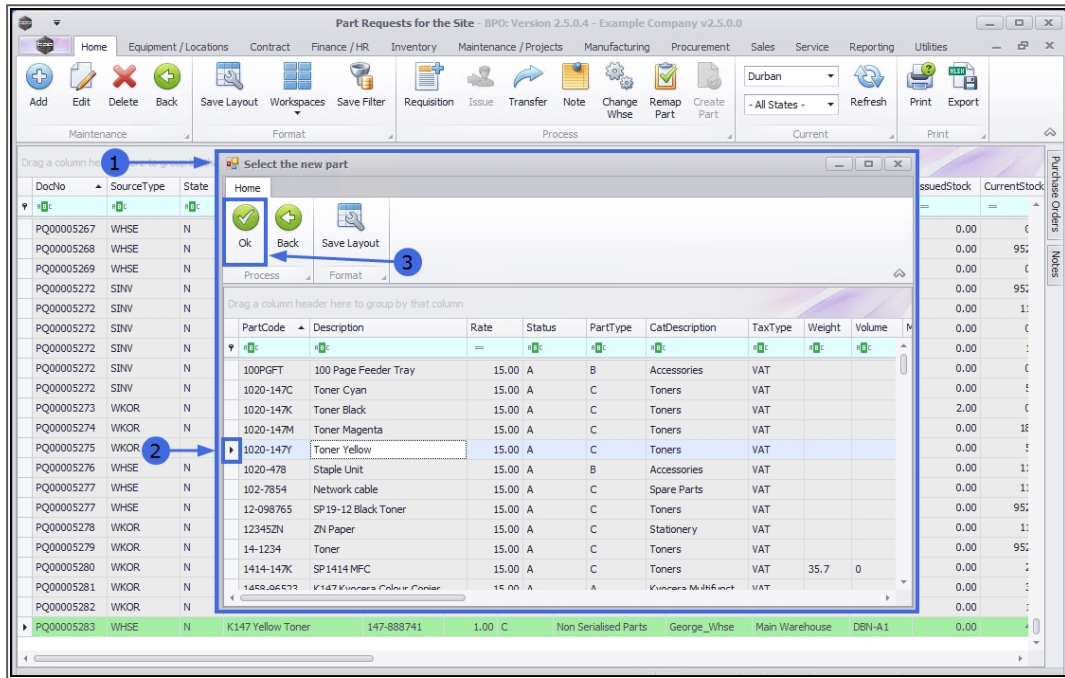 Part Requests for the Site - BPO: Version 2.5.0.4 - Example Company v2.5.0.0
Home Equipment / Locations Contract Finance / HR Inventory Maintenance / Projects Manufacturing Procurement Sales Service Reporting Utilities
Add Edit Delete Back Save Layout Workspaces Save Filter Requisition Issue Transfer Note Change Whse Remap Part Create Part Durban - All States - Refresh Print Export
Maintenance Format Process Current Print
Drag a column he
1
Select the new part
DocNo SourceType State
Home
ssuedStock CurrentStock
Purchase Orders
Notes
Ok Back Save Layout
3
Process Format
PQ00005267 WHSE N 0.00
PQ00005268 WHSE N 0.00 952
PQ00005269 WHSE N 0.00
PQ00005272 SINV N 0.00 952
Drag a column header here to group by that column
PQ00005272 SINV N 0.00
PartCode Description Rate Status PartType CatDescription TaxType Weight Volume
PQ00005272 SINV N 0.00
PQ00005272 SINV N 0.00
100PGFT 100 Page Feeder Tray 15.00 A B Accessories VAT
PQ00005272 SINV N 0.00
1020-147C Toner Cyan 15.00 A C Toners VAT
PQ00005272 SINV N 0.00
1020-147K Toner Black 15.00 A C Toners VAT
PQ00005273 WKOR N 2.00
1020-147M Toner Magenta 15.00 A C Toners VAT
PQ00005274 WKOR N 0.00
2
1020-147Y Toner Yellow 15.00 A C Toners VAT
PQ00005275 WKOR 0.00
1020-478 Staple Unit 15.00 A B Accessories VAT
PQ00005276 WHSE N 0.00
102-7854 Network cable 15.00 A C Spare Parts VAT
PQ00005277 WHSE N 0.00
12-098765 SP19-12 Black Toner 15.00 A C Toners VAT
PQ00005277 WHSE N 0.00 952
12345ZN ZN Paper 15.00 A C Stationery VAT
PQ00005278 WKOR N 0.00
14-1234 Toner 15.00 A C Toners VAT
PQ00005279 WKOR N 0.00 952
1414-147K SP1414 MFC 15.00 A C Toners VAT 35.7 0
PQ00005280 WKOR N 0.00
1458-96523 K147 Kyocera Colour Copier 15.00 A A Kyocera Multifunct VAT
PQ00005281 WKOR N 0.00
PQ00005282 WKOR N 0.00
PQ00005283 WHSE N K147 Yellow Toner 147-888741 1.00 C Non Serialised Parts George_Whse Main Warehouse DBN-A1 0.00